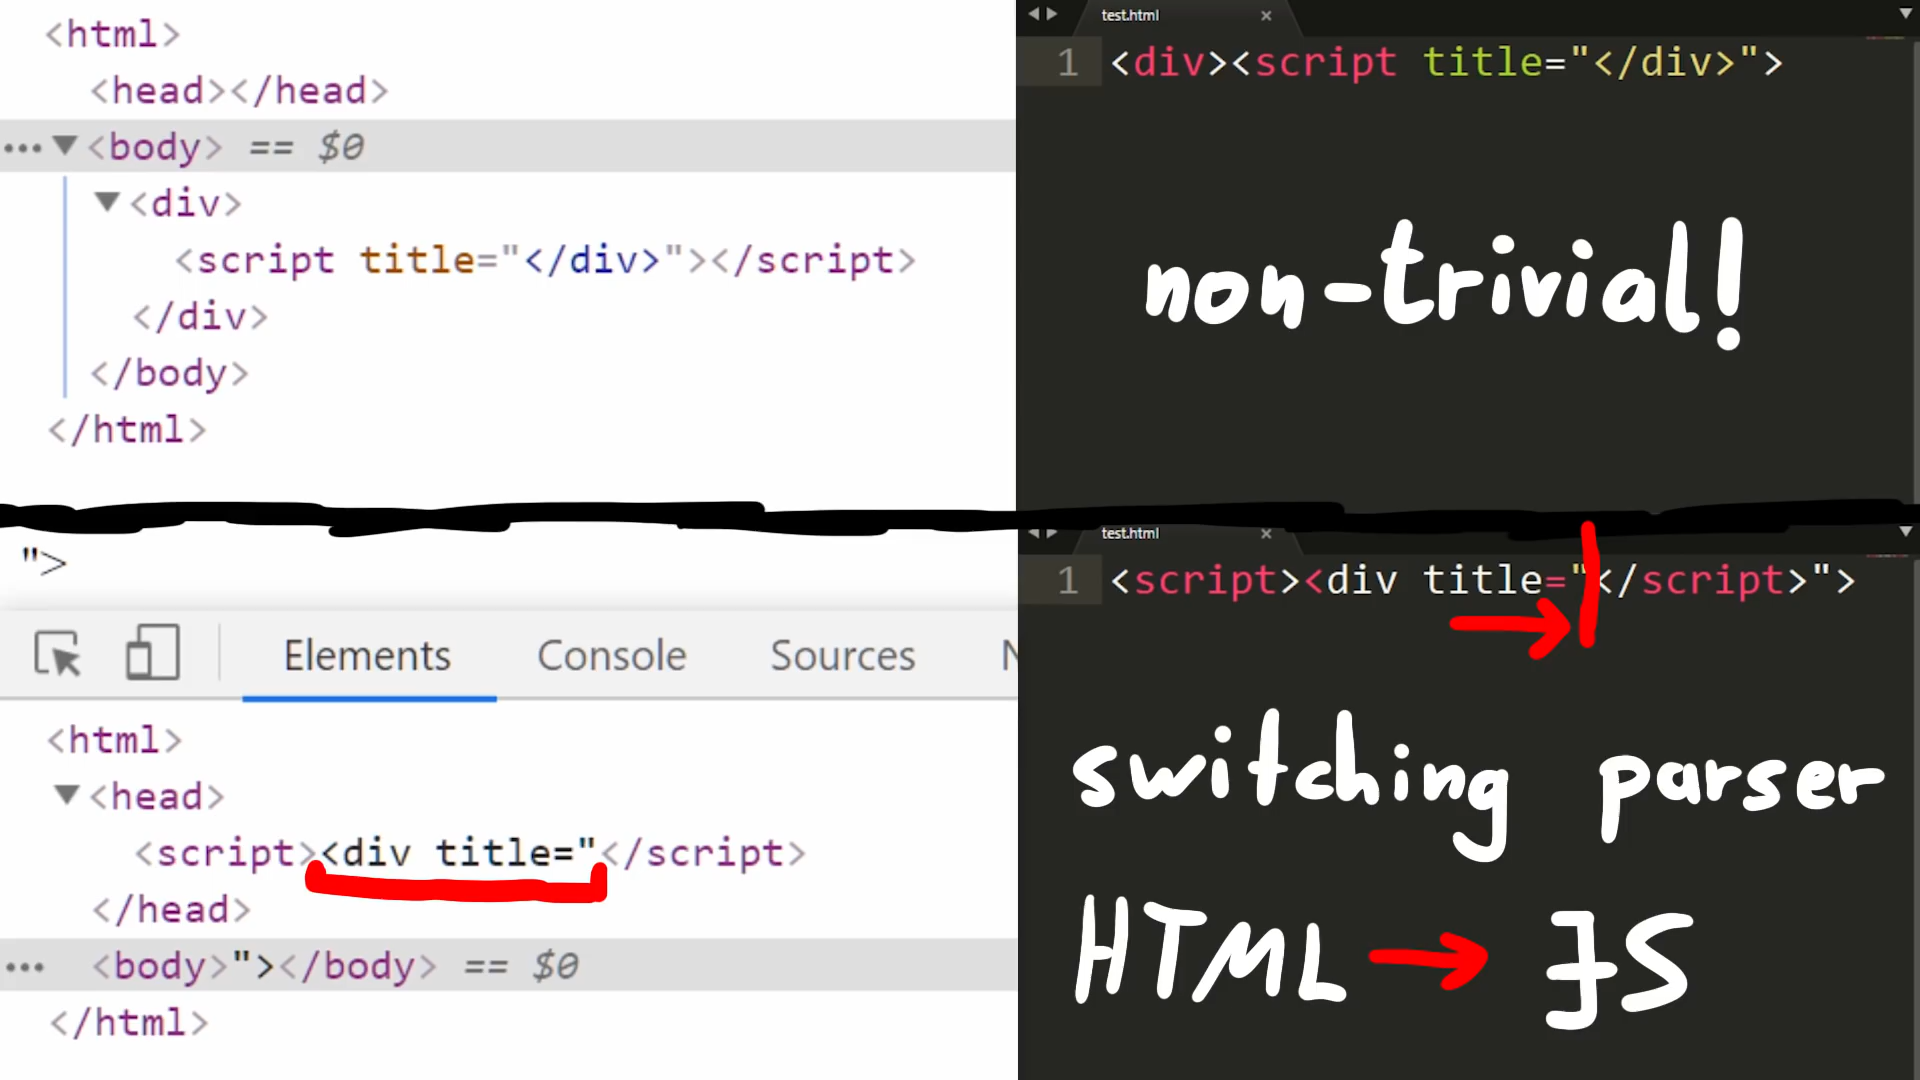 <html>
<head></head>
<body> == $0
<div>
<script title="</div>"></script>
</div>
</body>
</html>
test.html
1 <div><script title="</div>">
non-trivial!
">
Elements Console Sources
<html>
<head>
<script><div title="</script>
</head>
<body>"></body> == $0
</html>
test.html
1 <script><div title="</script>">
switching parser
HTML → JS